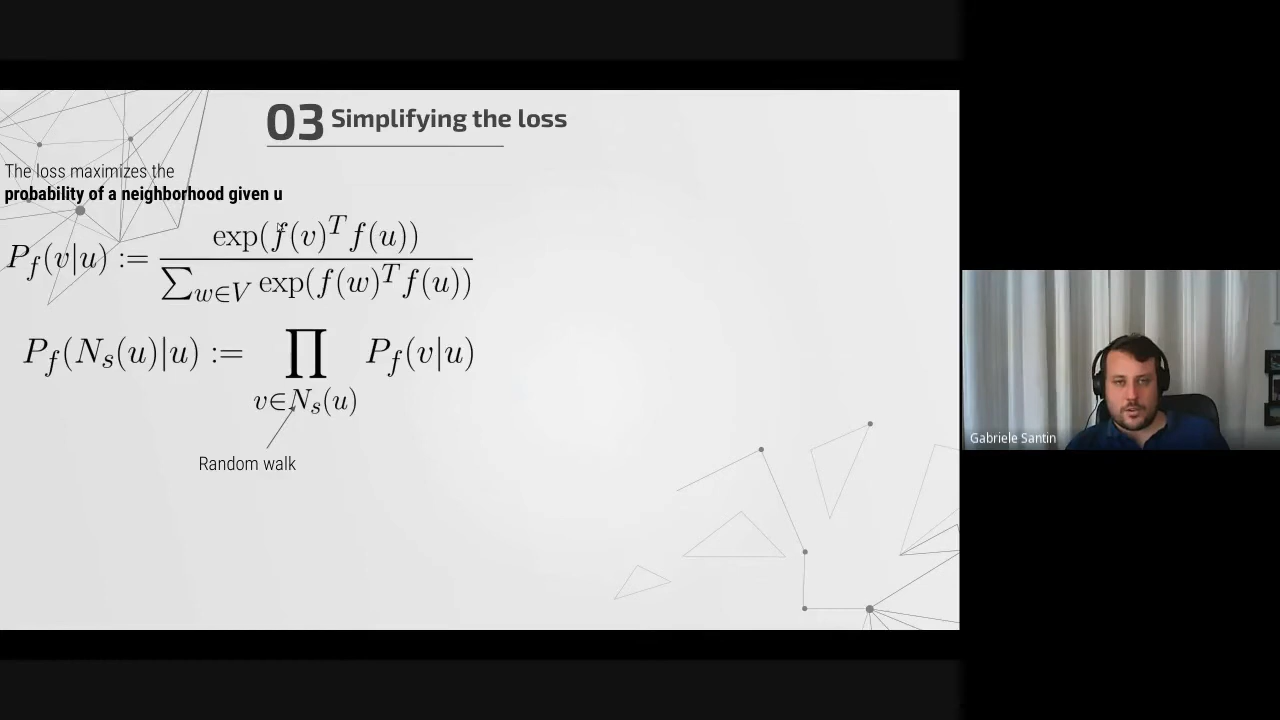 03 Simplifying the loss
The loss maximizes the
probability of a neighborhood given u
P_f(v|u) := exp(f(v)^T f(u)) / ∑_{w∈V} exp(f(w)^T f(u))
P_f(N_s(u)|u) := ∏_{v∈N_s(u)} P_f(v|u)
Random walk
Gabriele Santin